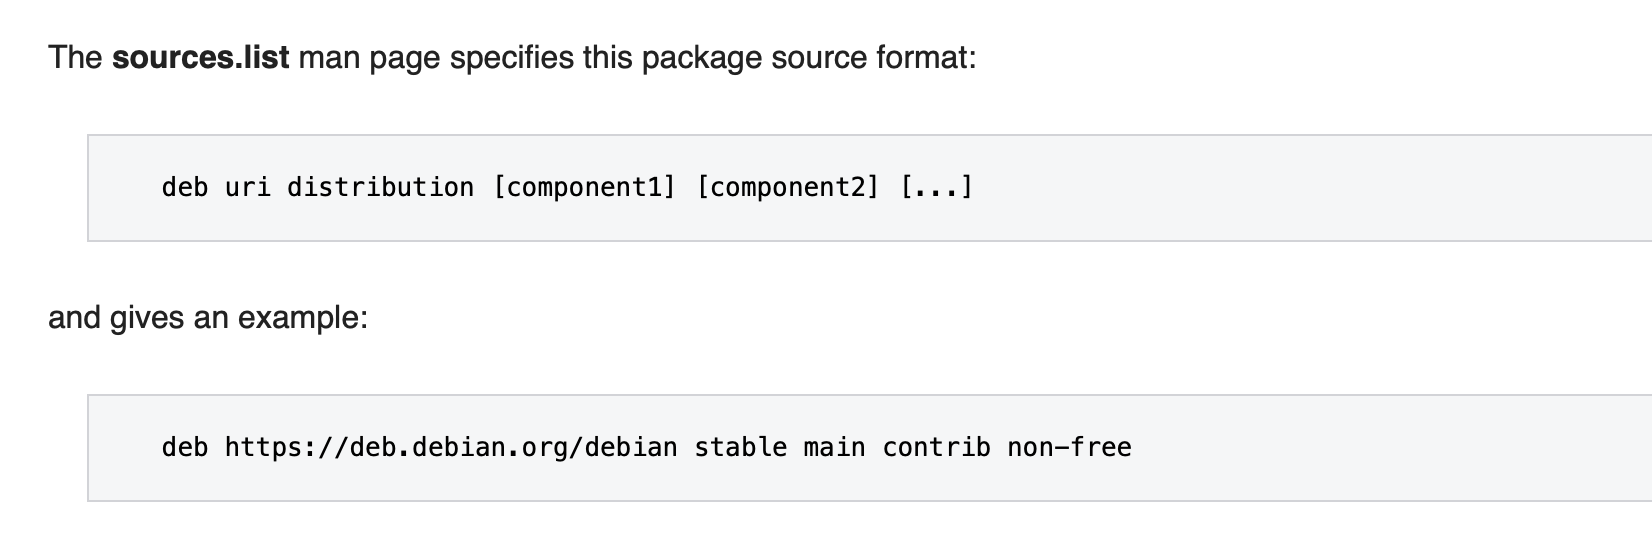 The sources.list man page specifies this package source format:
deb uri distribution [component1] [component2] [...]
and gives an example:
deb https://deb.debian.org/debian stable main contrib non-free